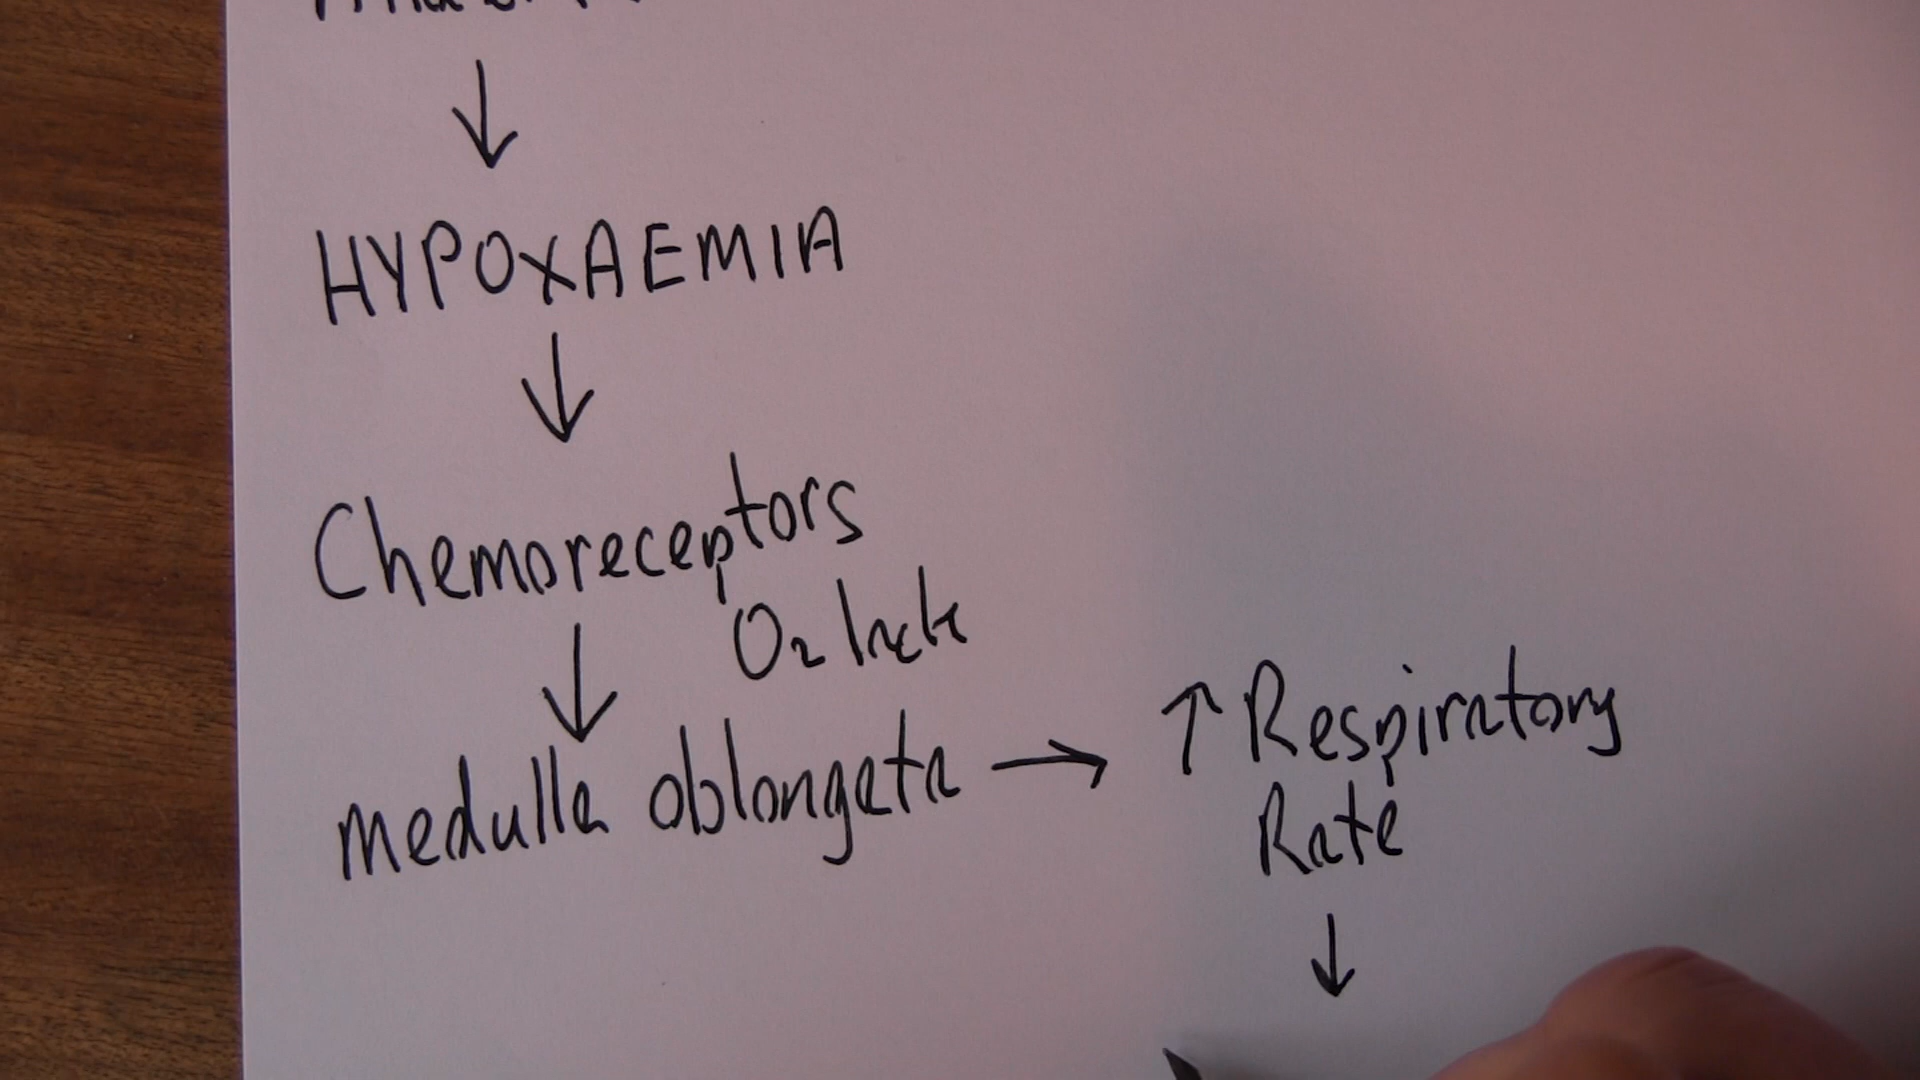 ↓
HYPOXAEMIA
↓
Chemoreceptors
O₂ lack
↓
medulla oblongata → ↑ Respiratory
Rate
↓